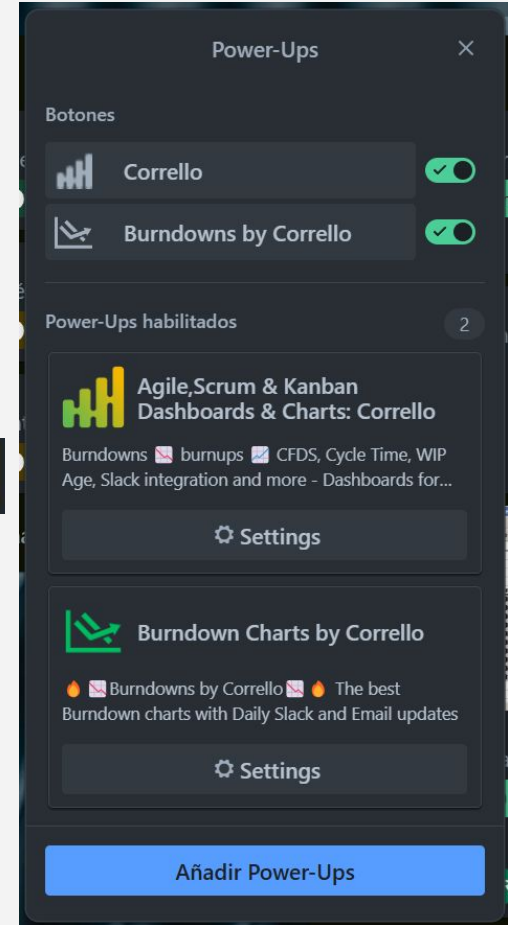 Power-Ups
Botones
Corrello
Burndowns by Corrello
Power-Ups habilitados
2
Agile,Scrum & Kanban
Dashboards & Charts: Corrello
Burndowns 📉 burnups 📈 CFDS, Cycle Time, WIP
Age, Slack integration and more - Dashboards for...
Settings
Burndown Charts by Corrello
🔥 📉Burndowns by Corrello📉 🔥 The best
Burndown charts with Daily Slack and Email updates
Settings
Añadir Power-Ups